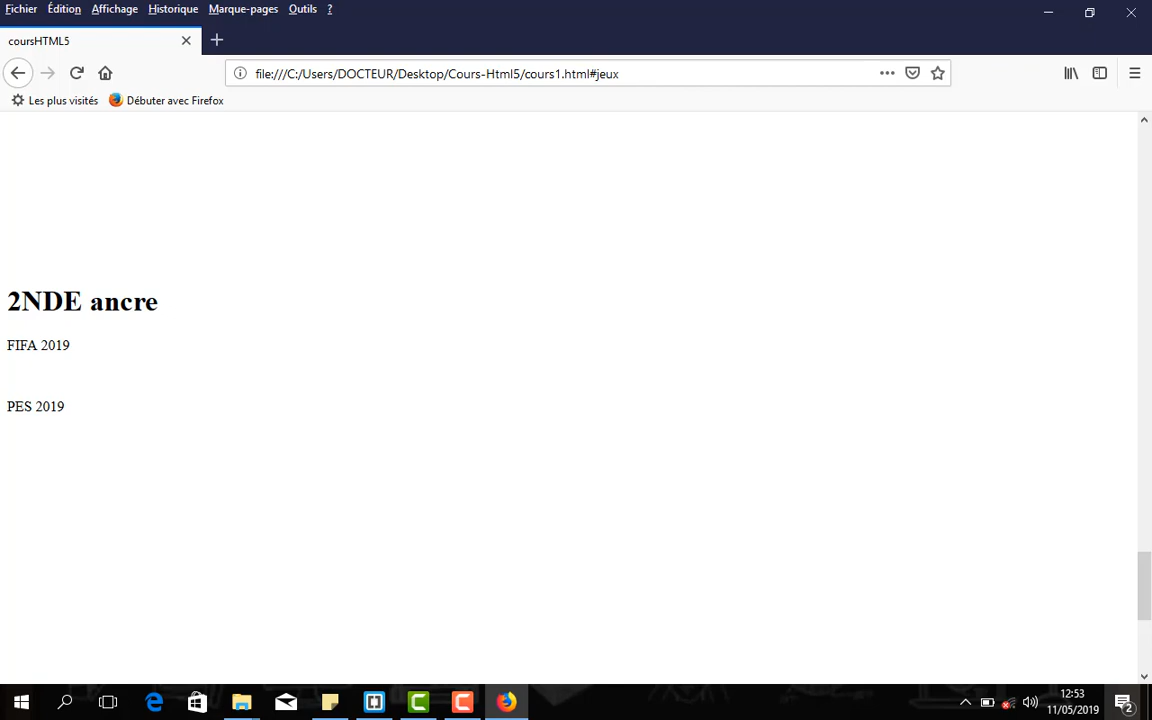 Fichier Édition Affichage Historique Marque-pages Outils ?
coursHTML5
file:///C:/Users/DOCTEUR/Desktop/Cours-Html5/cours1.html#jeux
Les plus visités Débuter avec Firefox
2NDE ancre
FIFA 2019
PES 2019
12:53
11/05/2019
2